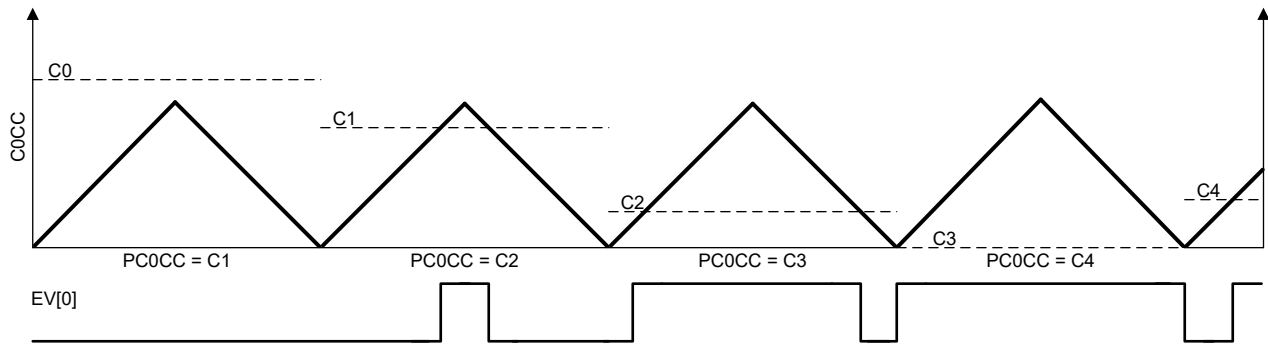 C0
C1
C2
C3
C4
C0CC
PC0CC = C1
PC0CC = C2
PC0CC = C3
PC0CC = C4
EV[0]